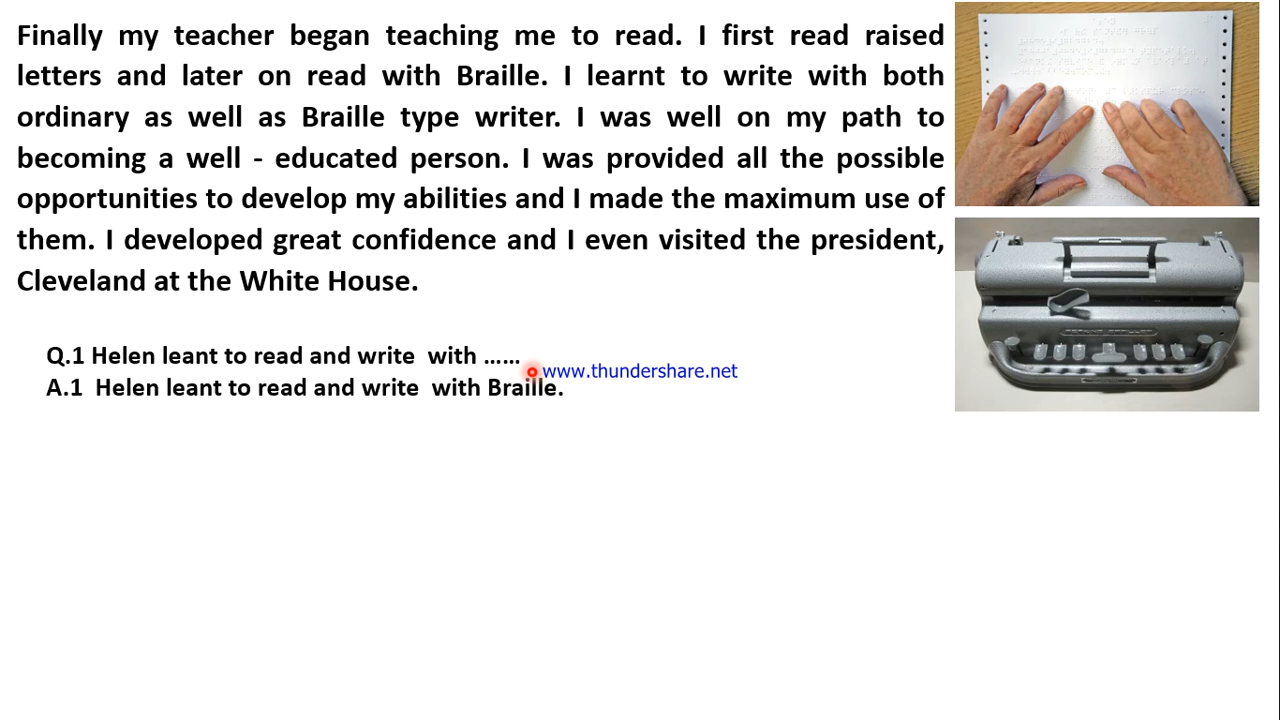 Finally my teacher began teaching me to read. I first read raised
letters and later on read with Braille. I learnt to write with both
ordinary as well as Braille type writer. I was well on my path to
becoming a well - educated person. I was provided all the possible
opportunities to develop my abilities and I made the maximum use of
them. I developed great confidence and I even visited the president,
Cleveland at the White House.
Q.1 Helen leant to read and write  with ......
www.thundershare.net
A.1  Helen leant to read and write  with Braille.